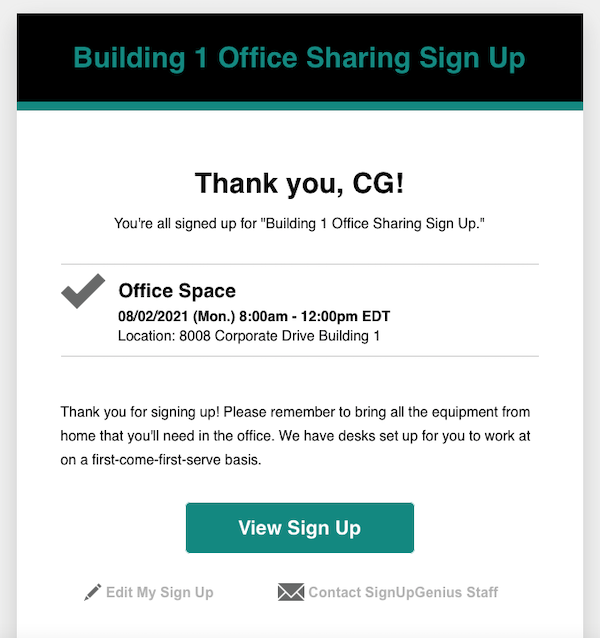 Building 1 Office Sharing Sign Up
Thank you, CG!
You're all signed up for "Building 1 Office Sharing Sign Up."
Office Space
08/02/2021 (Mon.) 8:00am - 12:00pm EDT
Location: 8008 Corporate Drive Building 1
Thank you for signing up! Please remember to bring all the equipment from
home that you'll need in the office. We have desks set up for you to work at
on a first-come-first-serve basis.
View Sign Up
Edit My Sign Up
Contact SignUpGenius Staff